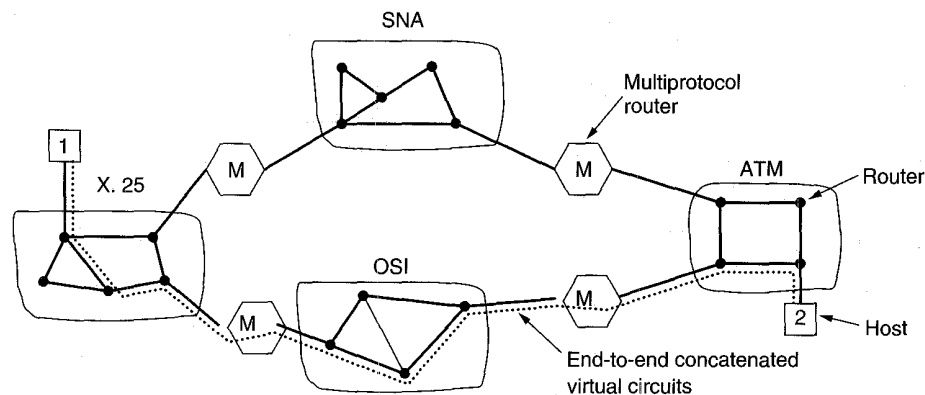 SNA
Multiprotocol
router
1
M
M
X. 25
ATM
Router
OSI
M
M
2
Host
End-to-end concatenated
virtual circuits